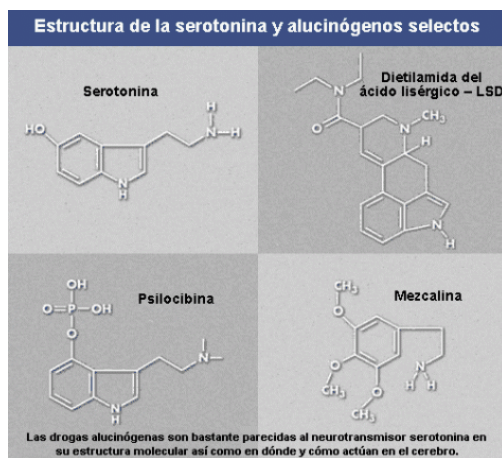 Estructura de la serotonina y alucinógenos selectos
Serotonina
HO
N
H
H
N
H
Dietilamida del
ácido lisérgico – LSD
N
O
N
CH₃
H
N
H
Psilocibina
OH
O=P–OH
O
N
N
H
Mezcalina
CH₃
O
O
O
CH₃
CH₃
N
H H
Las drogas alucinógenas son bastante parecidas al neurotransmisor serotonina en
su estructura molecular así como en dónde y cómo actúan en el cerebro.